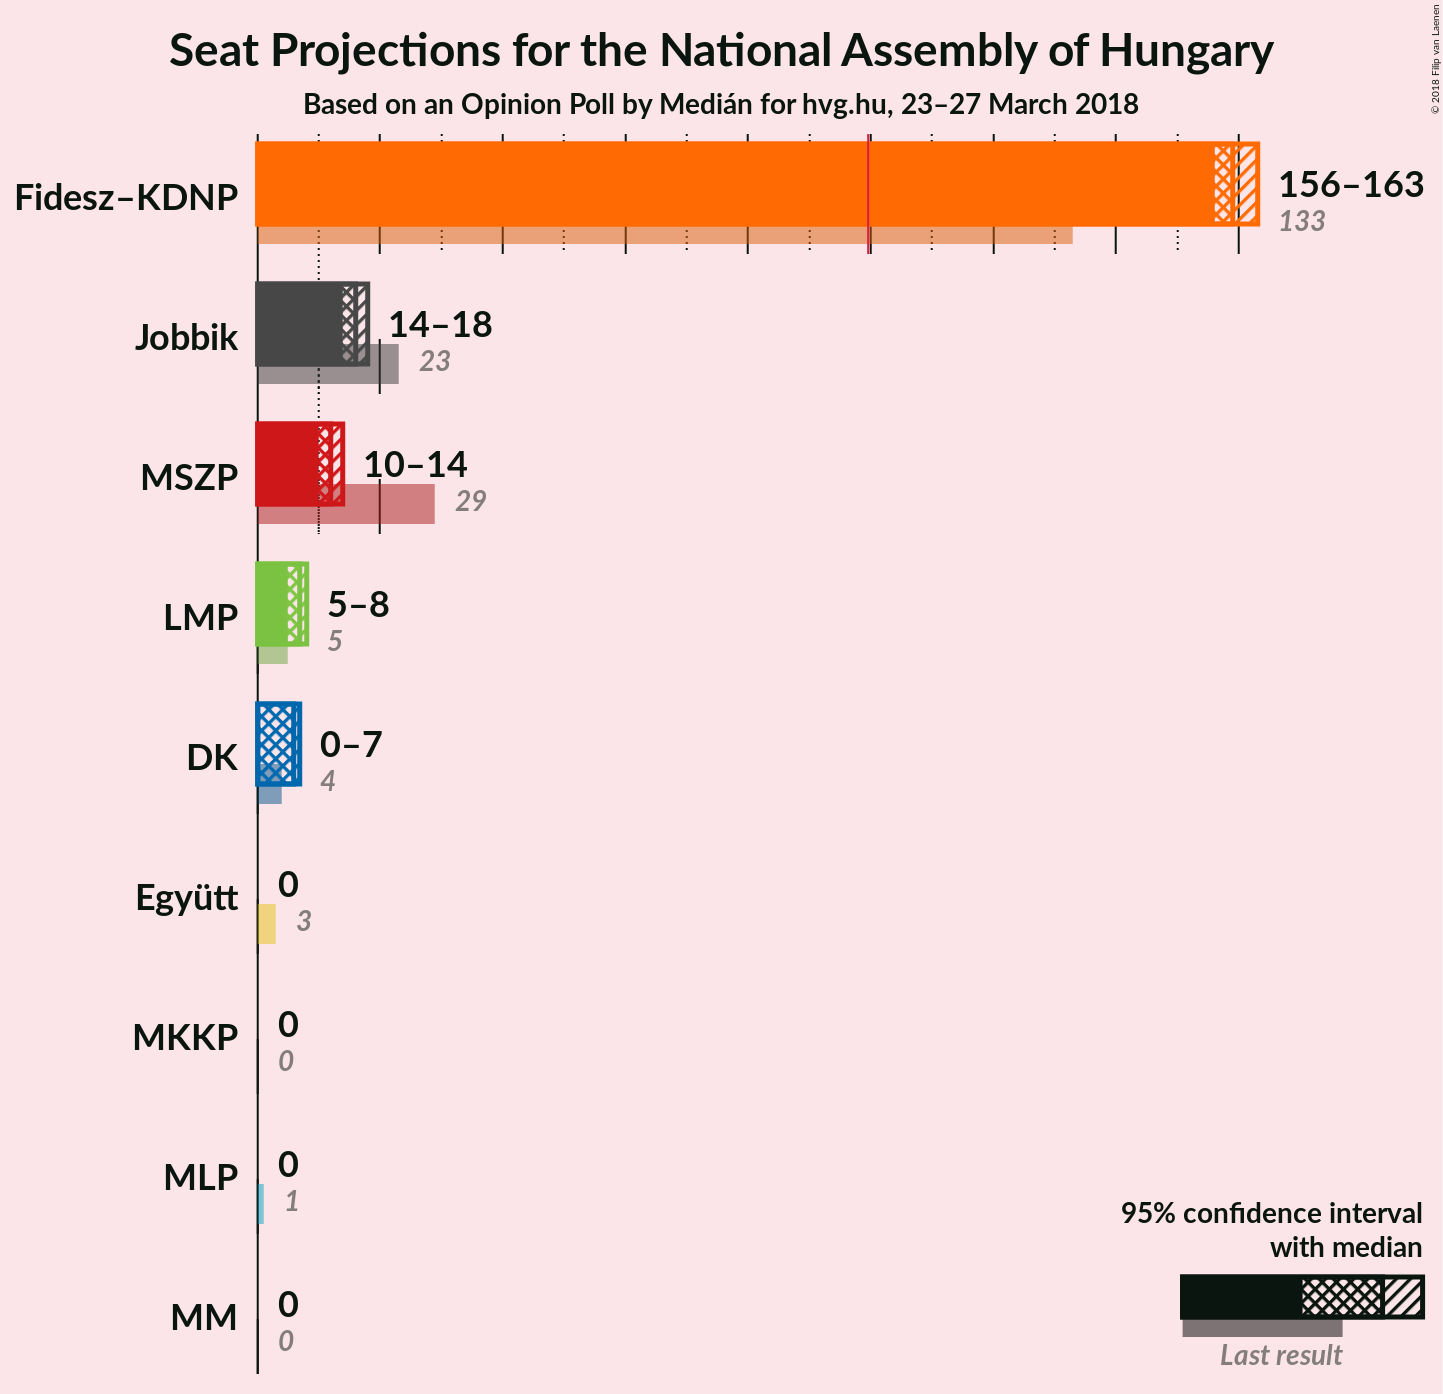 Seat Projections for the National Assembly of Hungary
Based on an Opinion Poll by Medián for hvg.hu, 23–27 March 2018
© 2018 Filip van Laenen
Fidesz–KDNP
156–163
133
Jobbik
14–18
23
MSZP
10–14
29
LMP
5–8
5
DK
0–7
4
Együtt
0
3
MKKP
0
0
MLP
0
1
MM
0
0
95% confidence interval
with median
Last result